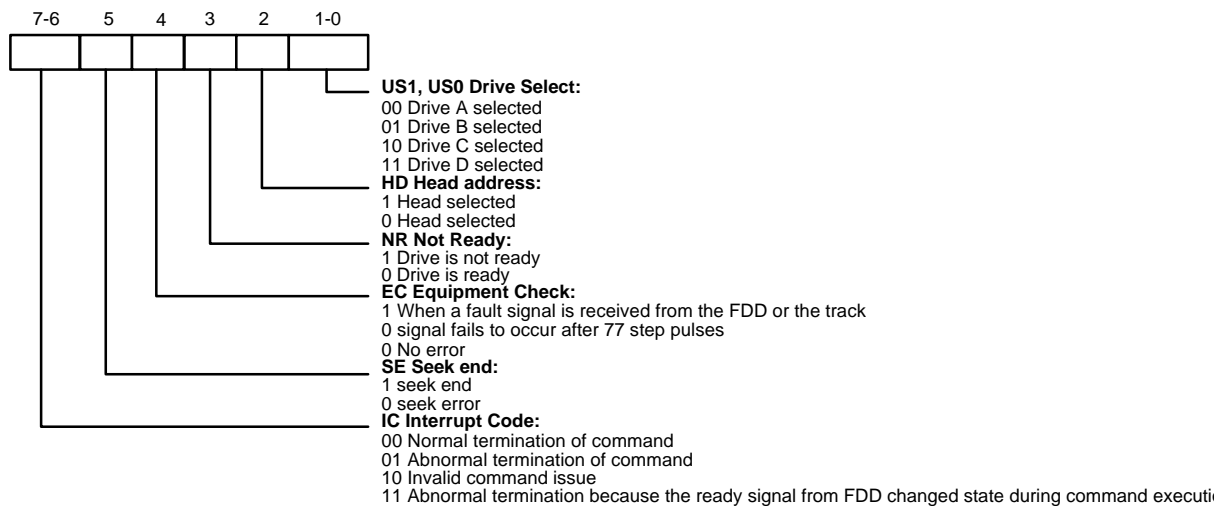 7-6 5 4 3 2 1-0
US1, US0 Drive Select:
00 Drive A selected
01 Drive B selected
10 Drive C selected
11 Drive D selected
HD Head address:
1 Head selected
0 Head selected
NR Not Ready:
1 Drive is not ready
0 Drive is ready
EC Equipment Check:
1 When a fault signal is received from the FDD or the track
0 signal fails to occur after 77 step pulses
0 No error
SE Seek end:
1 seek end
0 seek error
IC Interrupt Code:
00 Normal termination of command
01 Abnormal termination of command
10 Invalid command issue
11 Abnormal termination because the ready signal from FDD changed state during command executi